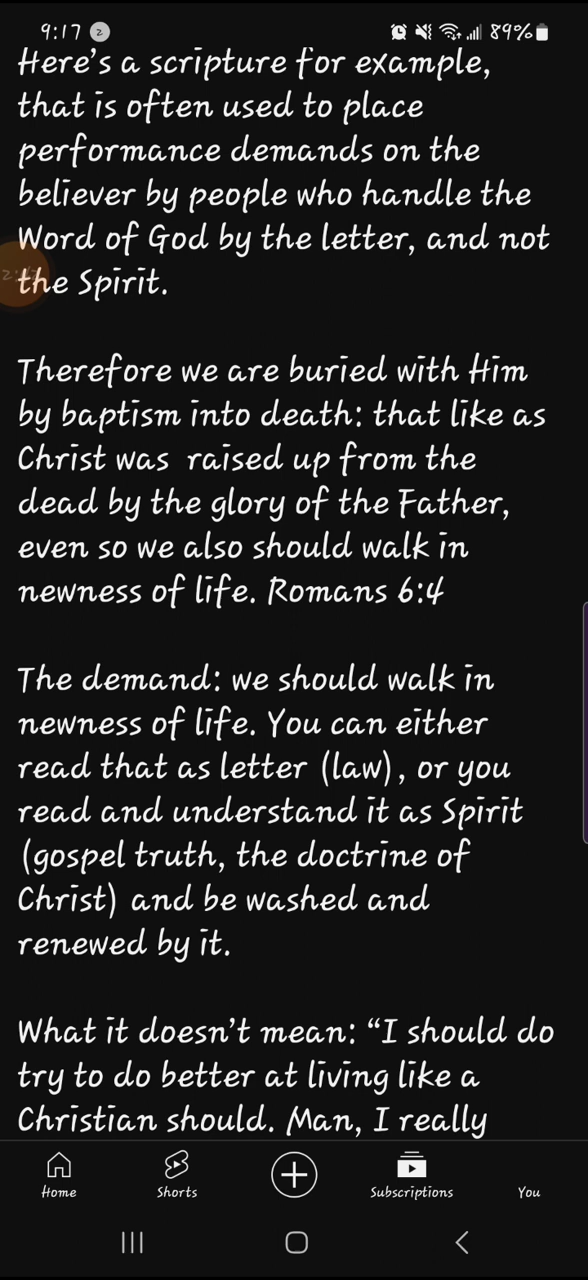 9:17 2 89%
Here's a scripture for example,
that is often used to place
performance demands on the
believer by people who handle the
Word of God by the letter, and not
the Spirit.
Therefore we are buried with Him
by baptism into death: that like as
Christ was raised up from the
dead by the glory of the Father,
even so we also should walk in
newness of life. Romans 6:4
The demand: we should walk in
newness of life. You can either
read that as letter (law), or you
read and understand it as Spirit
(gospel truth, the doctrine of
Christ) and be washed and
renewed by it.
What it doesn't mean: “I should do
try to do better at living like a
Christian should. Man, I really
Home Shorts Subscriptions You